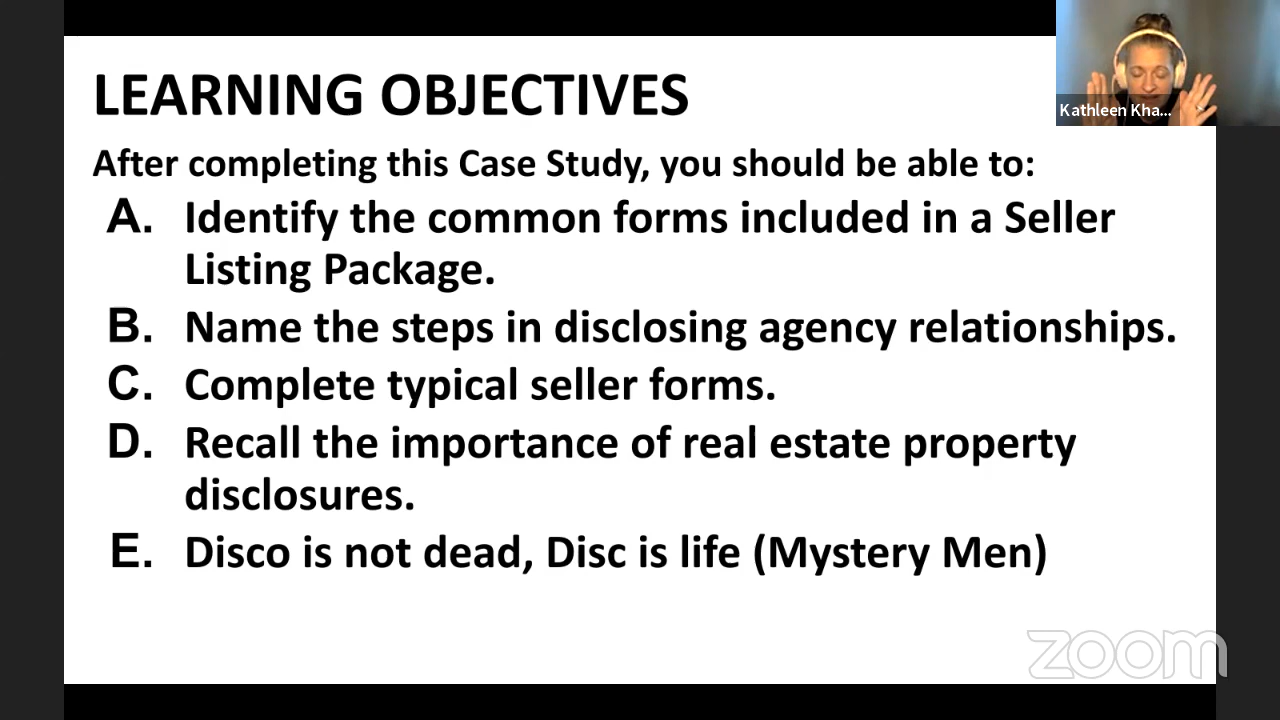 LEARNING OBJECTIVES
Kathleen Kha...
After completing this Case Study, you should be able to:
A. Identify the common forms included in a Seller
Listing Package.
B. Name the steps in disclosing agency relationships.
C. Complete typical seller forms.
D. Recall the importance of real estate property
disclosures.
E. Disco is not dead, Disc is life (Mystery Men)
zoom